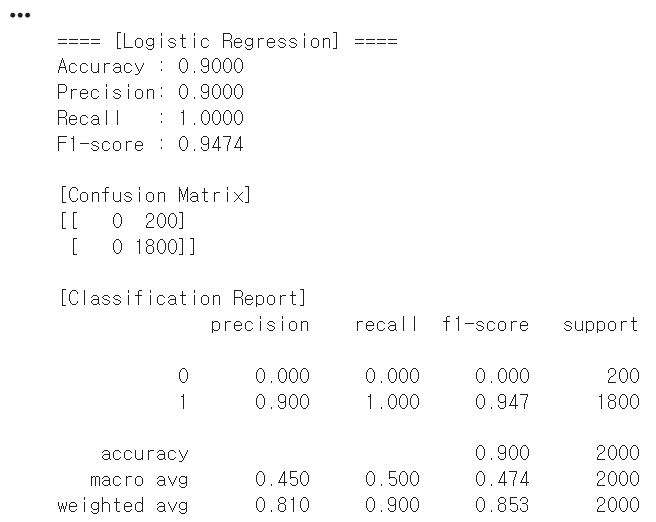 •••
==== [Logistic Regression] ====
Accuracy : 0.9000
Precision: 0.9000
Recall   : 1.0000
F1-score : 0.9474
[Confusion Matrix]
[[   0  200]
 [   0 1800]]
[Classification Report]
              precision    recall  f1-score   support
           0      0.000     0.000     0.000       200
           1      0.900     1.000     0.947      1800
    accuracy                          0.900      2000
   macro avg      0.450     0.500     0.474      2000
weighted avg      0.810     0.900     0.853      2000